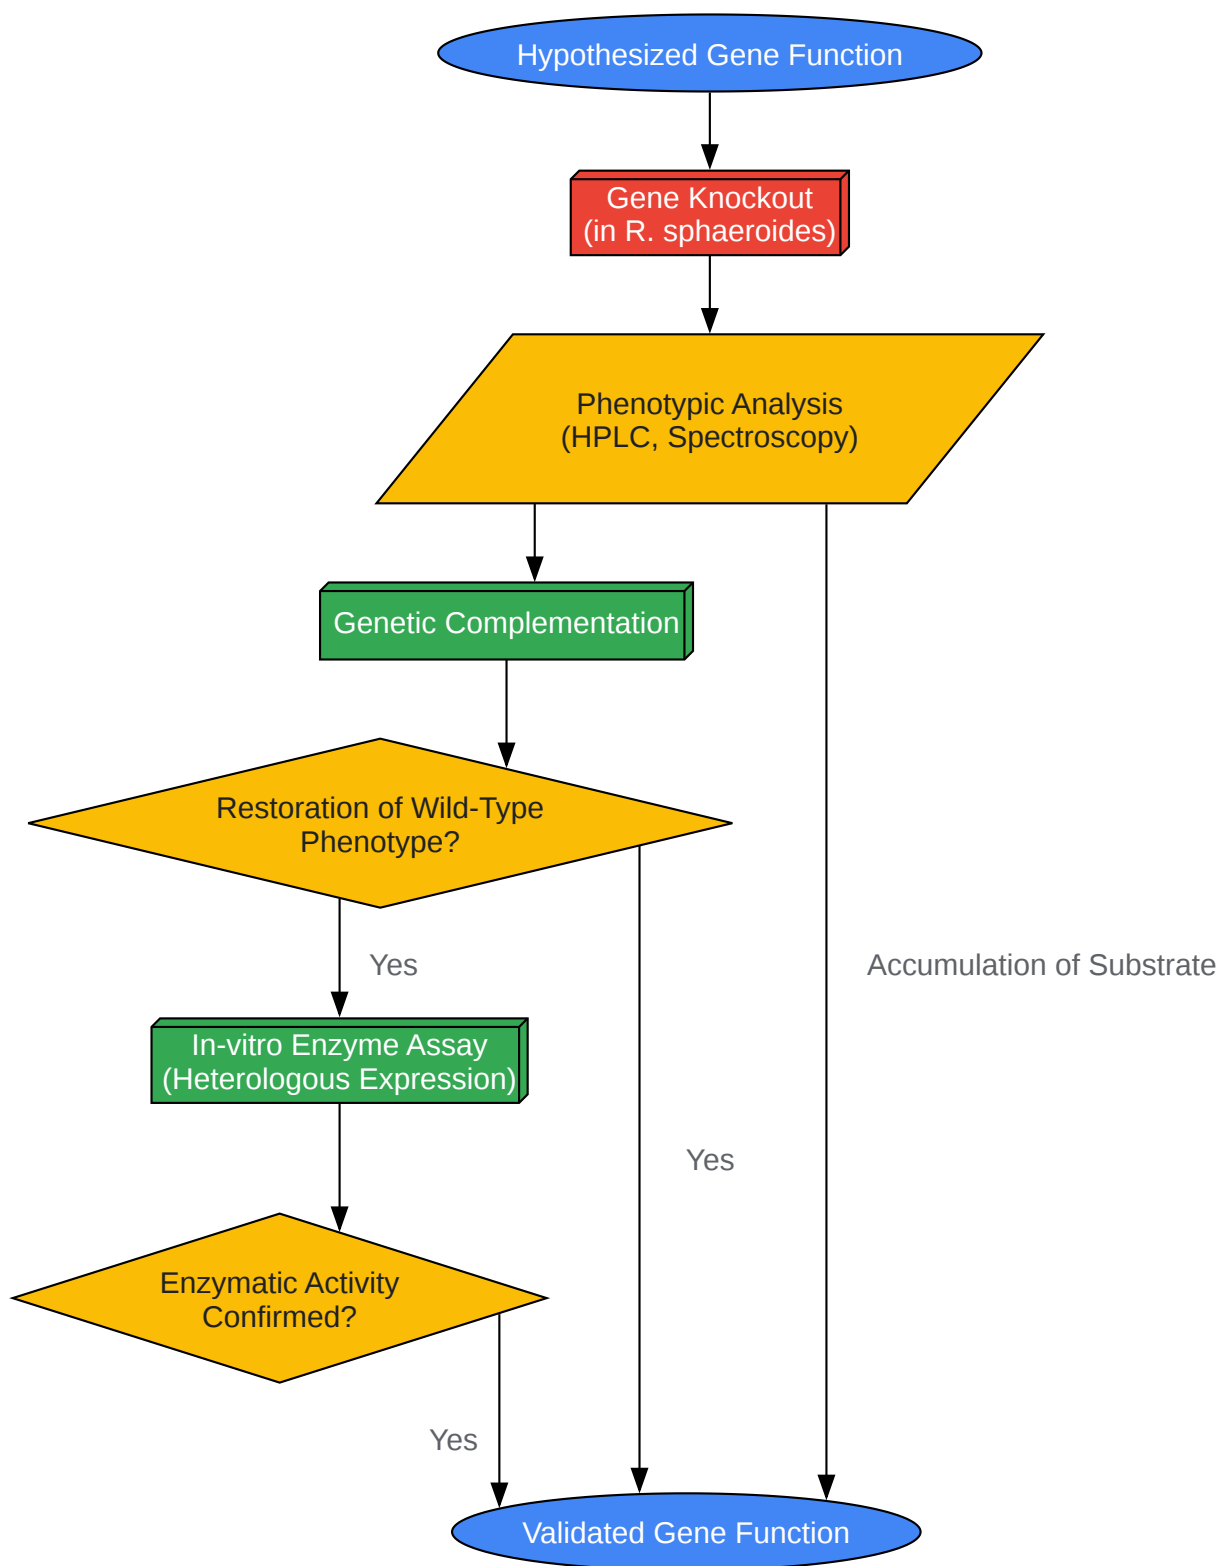 Hypothesized Gene Function
Gene Knockout
(in R. sphaeroides)
Phenotypic Analysis
(HPLC, Spectroscopy)
Genetic Complementation
Restoration of Wild-Type
Phenotype?
Yes
Accumulation of Substrate
In-vitro Enzyme Assay
(Heterologous Expression)
Yes
Enzymatic Activity
Confirmed?
Yes
Validated Gene Function